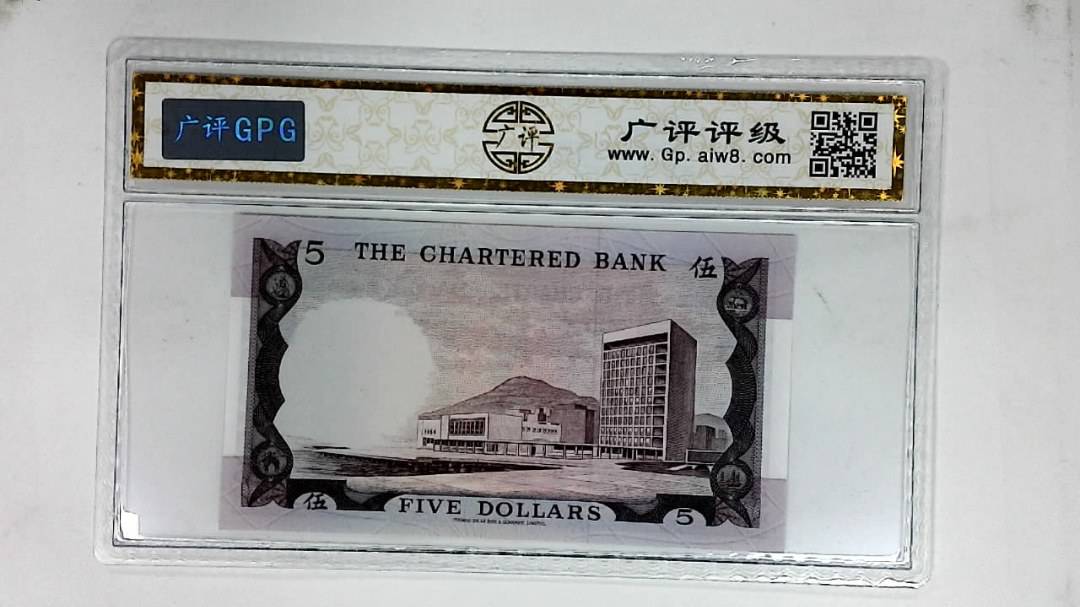 广评GPG
广评
广评评级
www. Gp. aiw8. com
5 THE CHARTERED BANK 伍
伍 FIVE DOLLARS 5